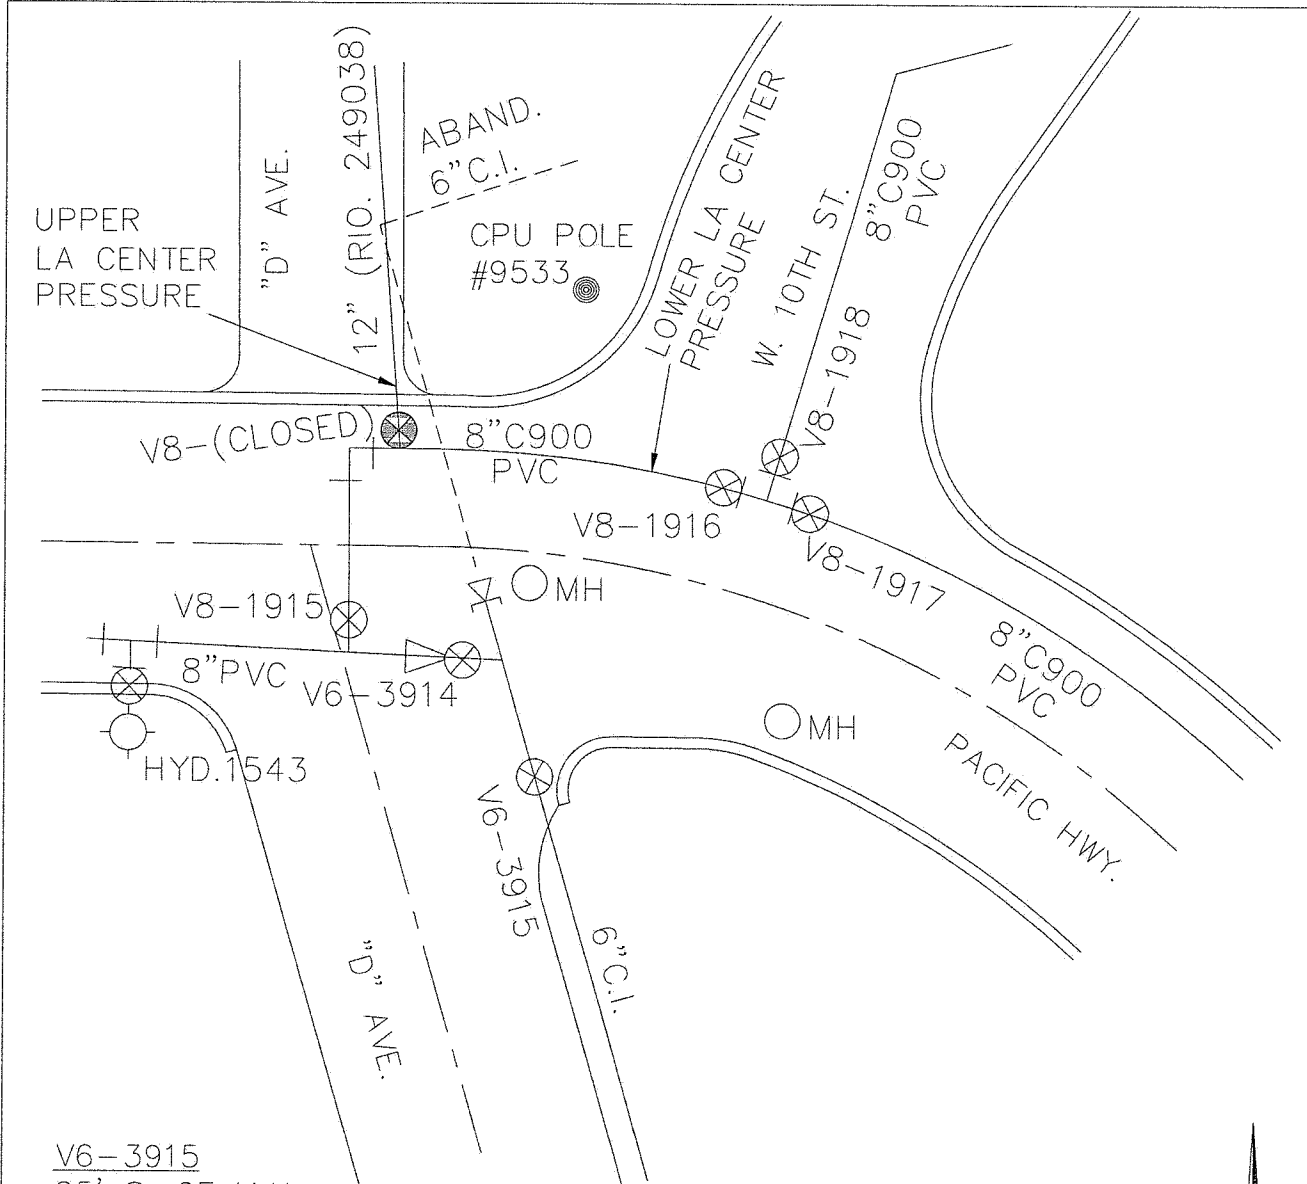 UPPER
LA CENTER
PRESSURE
"D" AVE.
12" (RIO. 249038)
ABAND.
6"C.I.
CPU POLE
#9533
LOWER LA CENTER
PRESSURE
W. 10TH ST.
8"C900
PVC
V8-1918
V8-(CLOSED)
8"C900
PVC
V8-1916
V8-1917
V8-1915
MH
8"PVC
V6-3914
8"C900
PVC
MH
HYD.1543
PACIFIC HWY.
V6-3915
6"C.I.
"D" AVE.
V6-3915